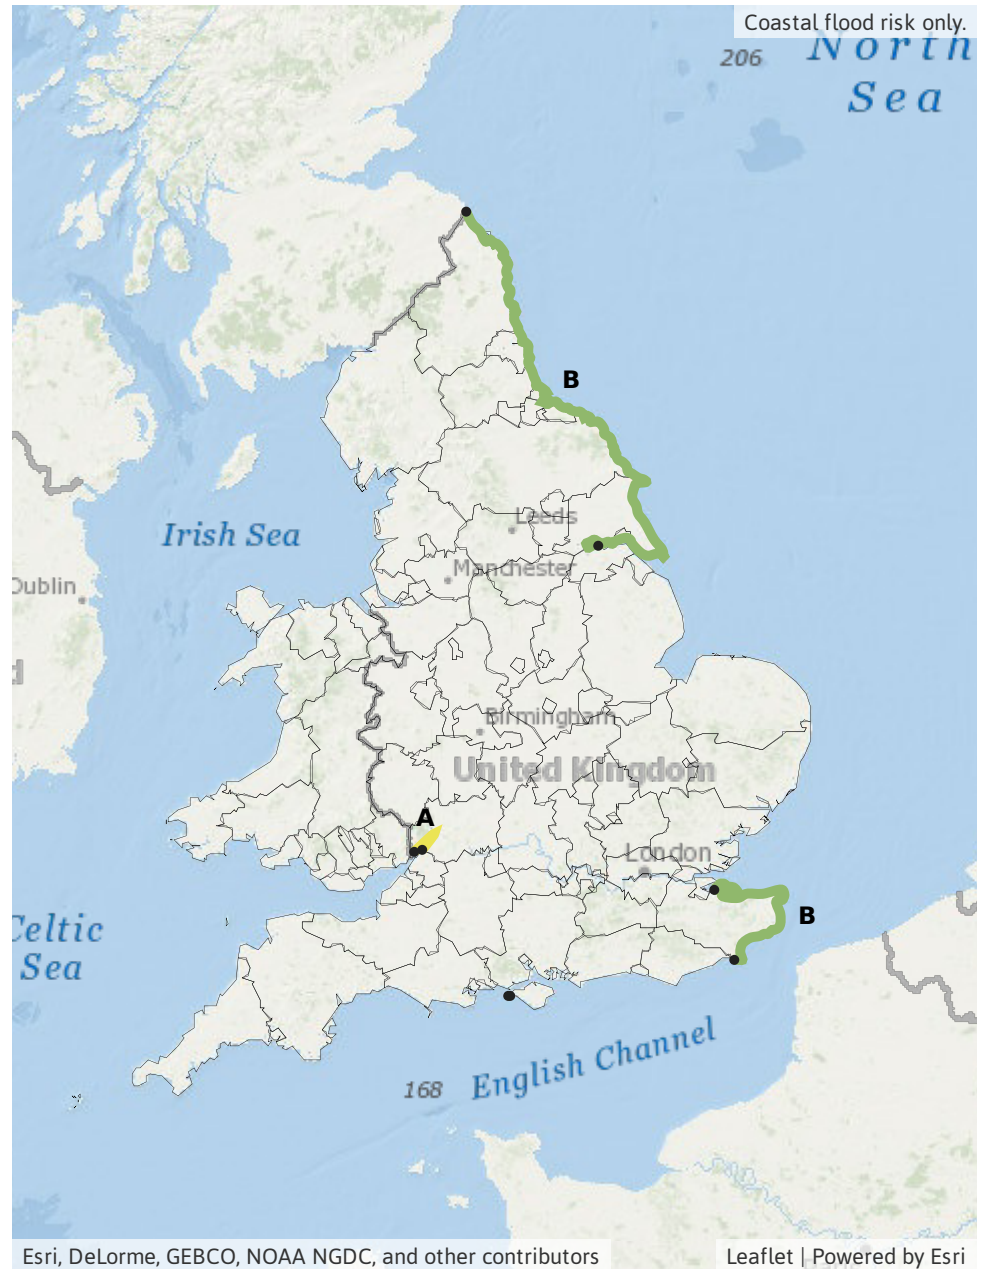 Coastal flood risk only.
206
North
Sea
B
Leeds
Irish Sea
Manchester
Dublin
d
Birmingham
United Kingdom
A
London
B
Celtic
Sea
English Channel
168
Esri, DeLorme, GEBCO, NOAA NGDC, and other contributors
Leaflet | Powered by Esri